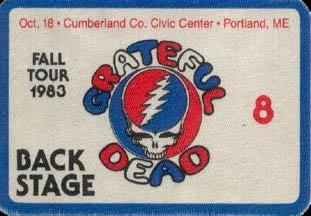 Oct. 18 • Cumberland Co. Civic Center • Portland, ME
FALL
TOUR
1983
GRATEFUL
DEAD
8
BACK
STAGE